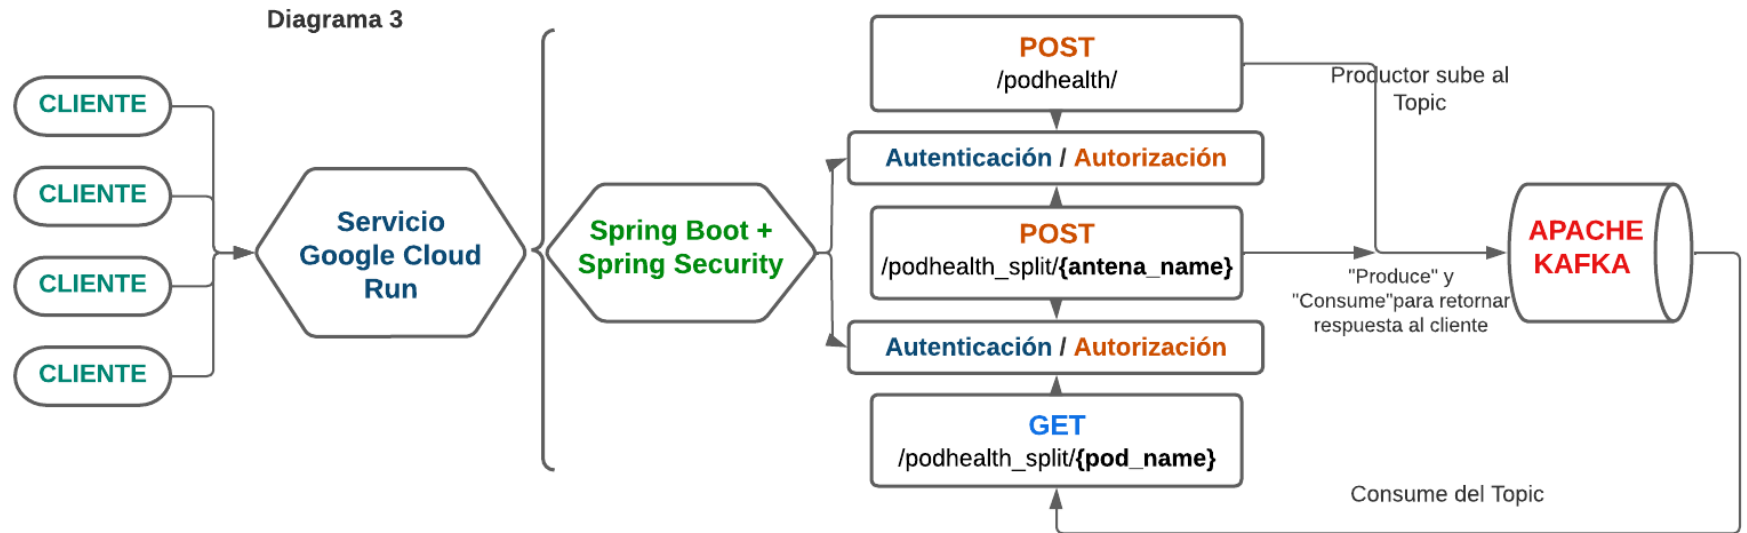 Diagrama 3
CLIENTE
CLIENTE
CLIENTE
CLIENTE
Servicio
Google Cloud
Run
Spring Boot +
Spring Security
POST
/podhealth/
Autenticación / Autorización
POST
/podhealth_split/{antena_name}
Autenticación / Autorización
GET
/podhealth_split/{pod_name}
Productor sube al
Topic
"Produce" y
"Consume"para retornar
respuesta al cliente
APACHE
KAFKA
Consume del Topic